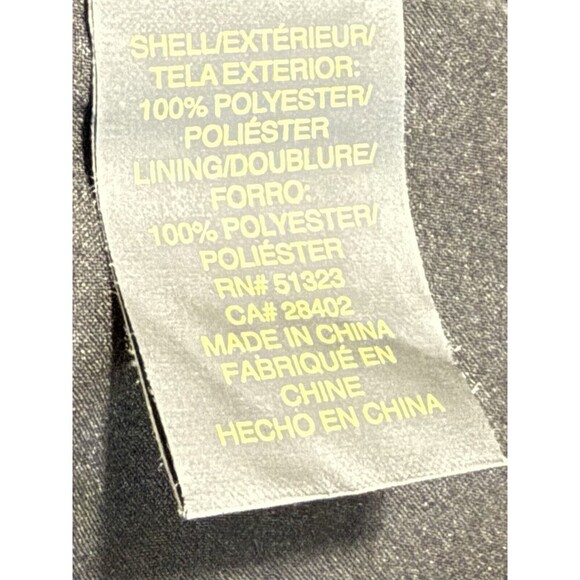 SHELL/EXTÉRIEUR/
TELA EXTERIOR:
100% POLYESTER/
POLIÉSTER
LINING/DOUBLURE/
FORRO:
100% POLYESTER/
POLIÉSTER
RN# 51323
CA# 28402
MADE IN CHINA
FABRIQUÉ EN
CHINE
HECHO EN CHINA